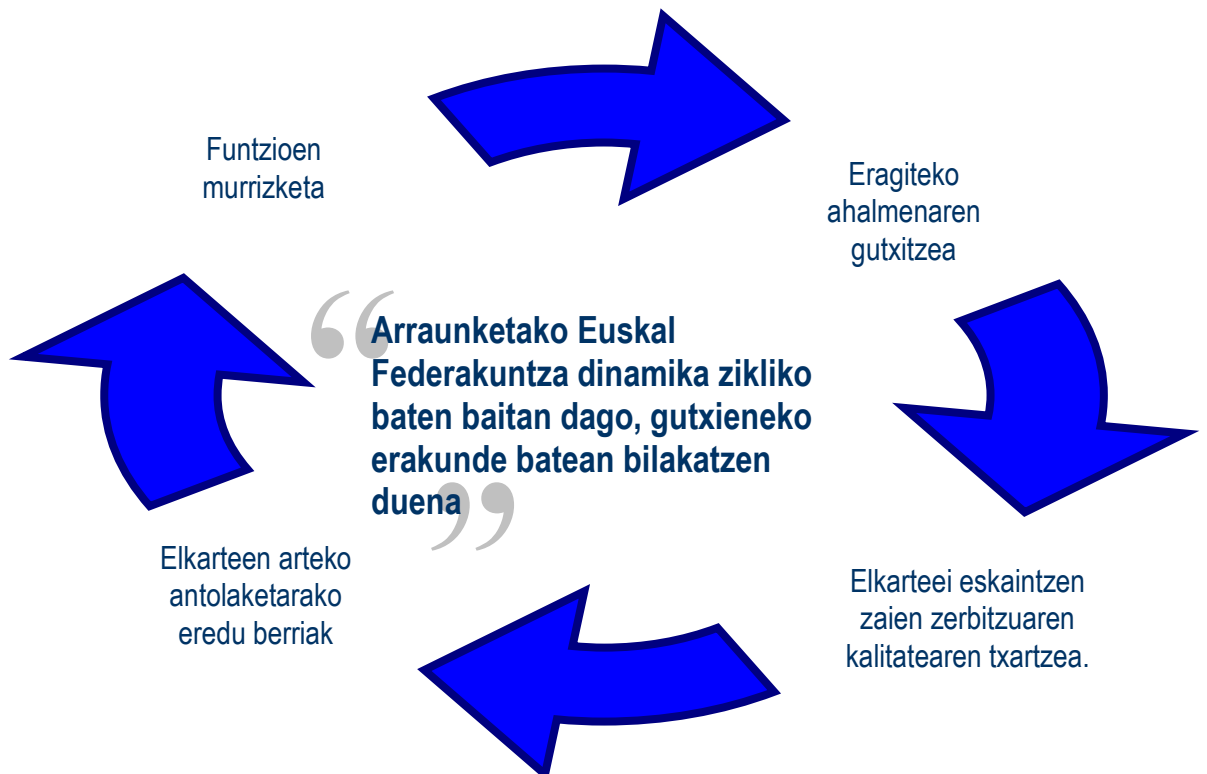 Funtzioen
murrizketa
Eragiteko
ahalmenaren
gutxitzea
“Arraunketako Euskal
Federakuntza dinamika zikliko
baten baitan dago, gutxieneko
erakunde batean bilakatzen
duena”
Elkarteen arteko
antolaketarako
eredu berriak
Elkarteei eskaintzen
zaien zerbitzuaren
kalitatearen txartzea.